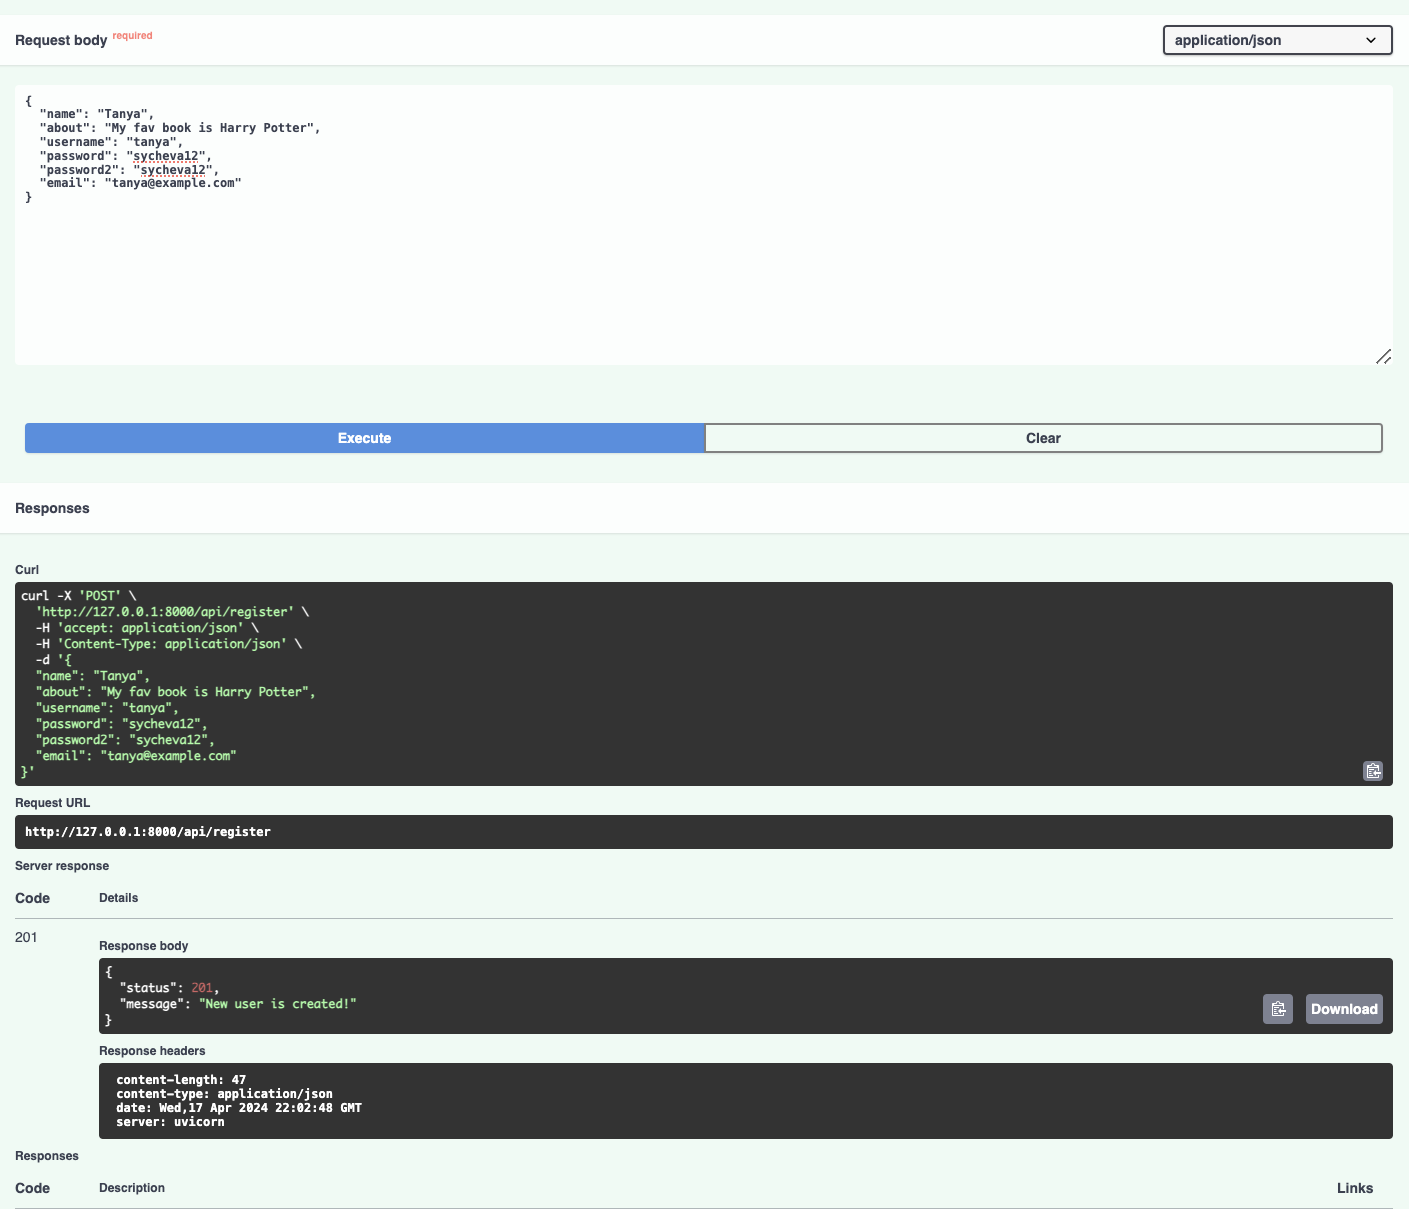 Request body required
application/json
{
  "name": "Tanya",
  "about": "My fav book is Harry Potter",
  "username": "tanya",
  "password": "sycheva12",
  "password2": "sycheva12",
  "email": "tanya@example.com"
}
Execute
Clear
Responses
Curl
curl -X 'POST' \
  'http://127.0.0.1:8000/api/register' \
  -H 'accept: application/json' \
  -H 'Content-Type: application/json' \
  -d '{
  "name": "Tanya",
  "about": "My fav book is Harry Potter",
  "username": "tanya",
  "password": "sycheva12",
  "password2": "sycheva12",
  "email": "tanya@example.com"
}'
Request URL
http://127.0.0.1:8000/api/register
Server response
Code Details
201
Response body
{
  "status": 201,
  "message": "New user is created!"
}
Download
Response headers
content-length: 47
content-type: application/json
date: Wed,17 Apr 2024 22:02:48 GMT
server: uvicorn
Responses
Code Description Links